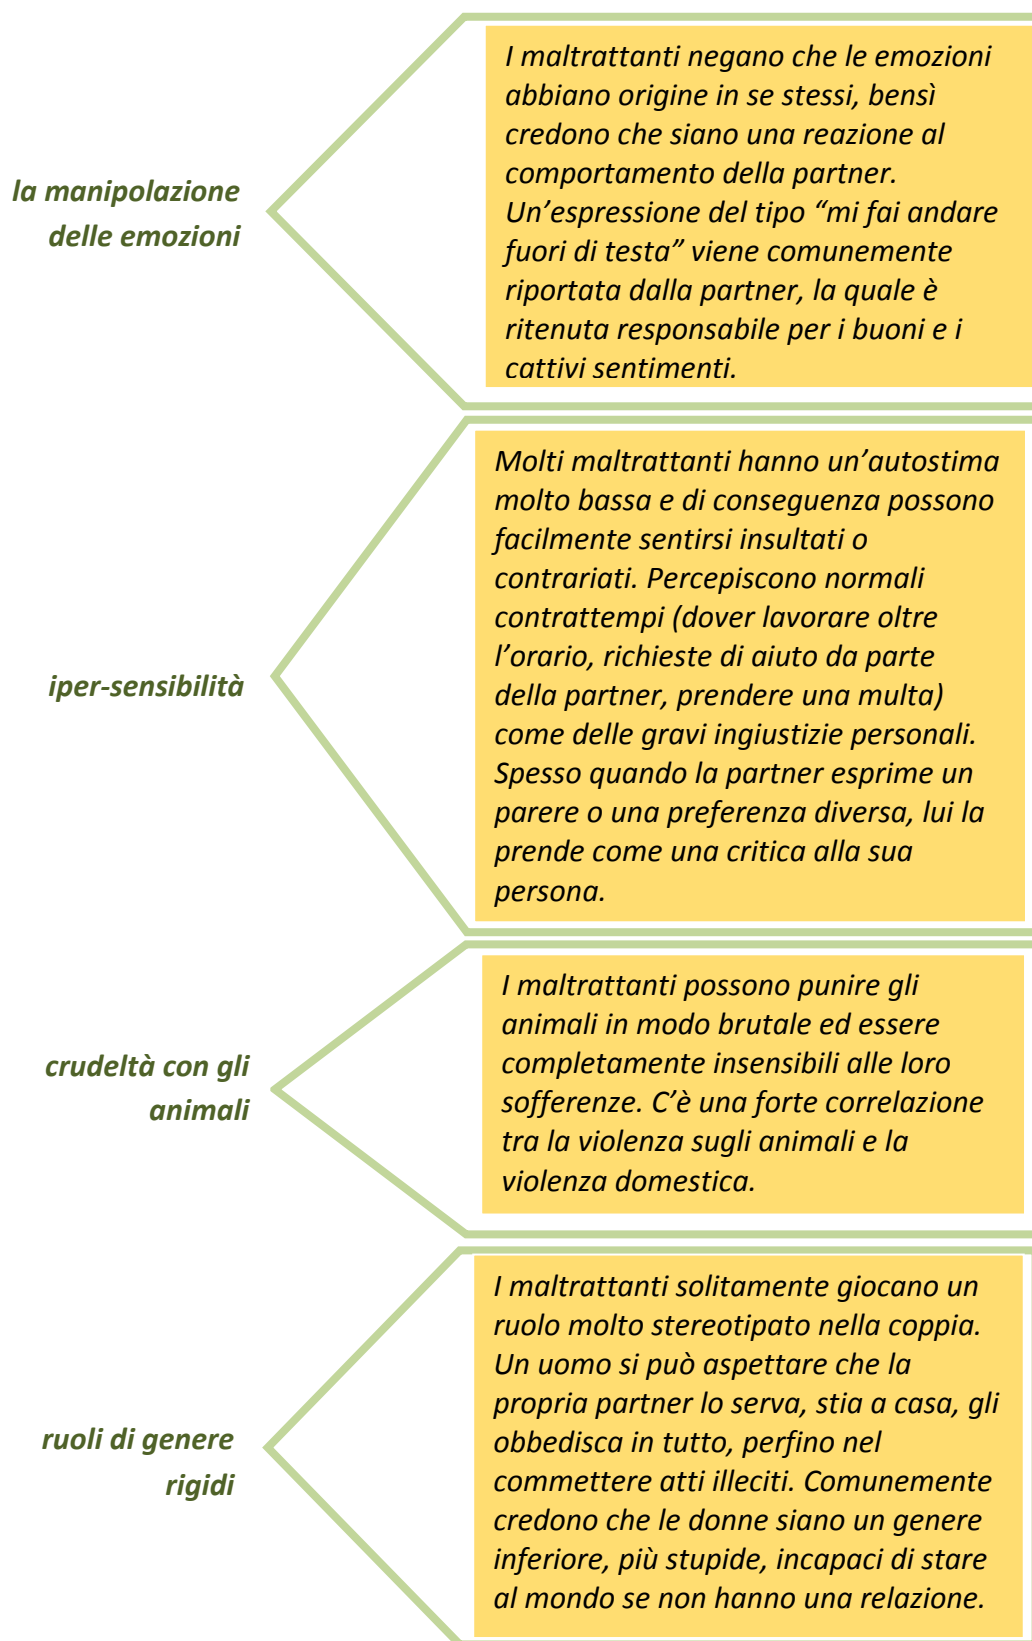 la manipolazione
delle emozioni
I maltrattanti negano che le emozioni
abbiano origine in se stessi, bensì
credono che siano una reazione al
comportamento della partner.
Un’espressione del tipo “mi fai andare
fuori di testa” viene comunemente
riportata dalla partner, la quale è
ritenuta responsabile per i buoni e i
cattivi sentimenti.
iper-sensibilità
Molti maltrattanti hanno un’autostima
molto bassa e di conseguenza possono
facilmente sentirsi insultati o
contrariati. Percepiscono normali
contrattempi (dover lavorare oltre
l’orario, richieste di aiuto da parte
della partner, prendere una multa)
come delle gravi ingiustizie personali.
Spesso quando la partner esprime un
parere o una preferenza diversa, lui la
prende come una critica alla sua
persona.
crudeltà con gli
animali
I maltrattanti possono punire gli
animali in modo brutale ed essere
completamente insensibili alle loro
sofferenze. C’è una forte correlazione
tra la violenza sugli animali e la
violenza domestica.
ruoli di genere
rigidi
I maltrattanti solitamente giocano un
ruolo molto stereotipato nella coppia.
Un uomo si può aspettare che la
propria partner lo serva, stia a casa, gli
obbedisca in tutto, perfino nel
commettere atti illeciti. Comunemente
credono che le donne siano un genere
inferiore, più stupide, incapaci di stare
al mondo se non hanno una relazione.